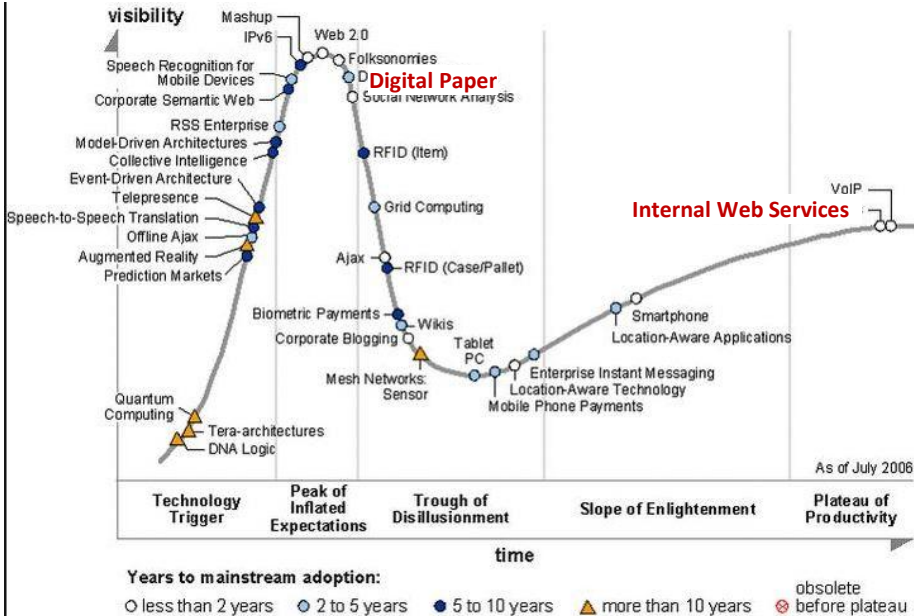 visibility
Mashup
Web 2.0
IPv6
Folksonomies
Speech Recognition for
Mobile Devices
D
Digital Paper
Corporate Semantic Web
Social Network Analysis
RSS Enterprise
Model-Driven Architectures
Collective Intelligence
RFID (Item)
Event-Driven Architecture
Telepresence
Speech-to-Speech Translation
Offline Ajax
Augmented Reality
Prediction Markets
Grid Computing
VoIP
Internal Web Services
Ajax
RFID (Case/Pallet)
Biometric Payments
Wikis
Corporate Blogging
Mesh Networks:
Sensor
Tablet
PC
Smartphone
Location-Aware Applications
Enterprise Instant Messaging
Location-Aware Technology
Mobile Phone Payments
Quantum
Computing
Tera-architectures
DNA Logic
As of July 2006
Technology
Trigger
Peak of
Inflated
Expectations
Trough of
Disillusionment
Slope of Enlightenment
Plateau of
Productivity
time
Years to mainstream adoption:
less than 2 years
2 to 5 years
5 to 10 years
more than 10 years
obsolete
before plateau